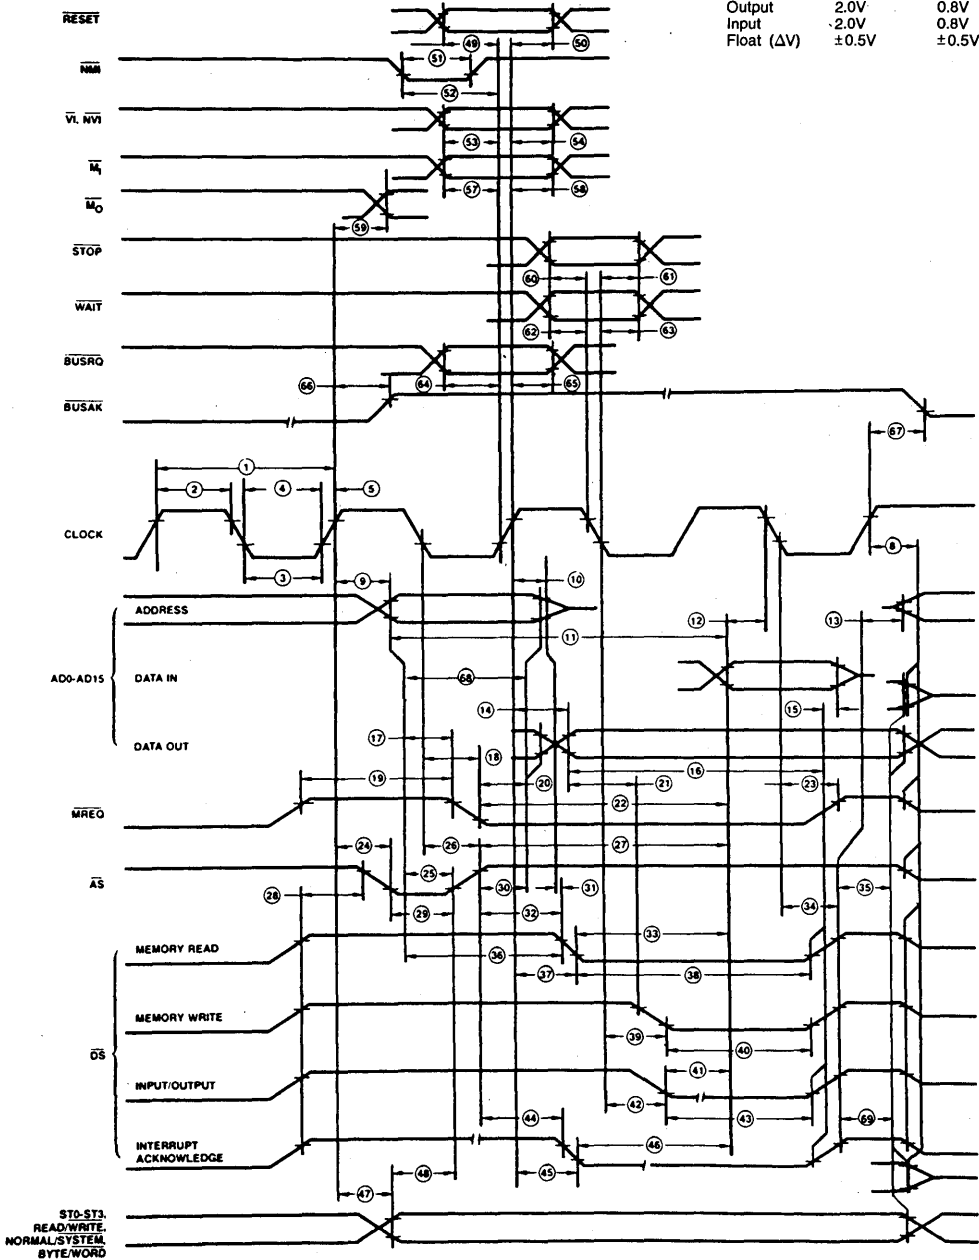 Output 2.0V 0.8V
Input 2.0V 0.8V
Float (ΔV) ±0.5V ±0.5V
RESET
49 50
NMI
51
52
VI, NVI
53 54
MI
57 58
MO
59
STOP
60 61
WAIT
62 63
BUSRQ
66 64 65
BUSAK
67
1
2 4 5
CLOCK
8
3 9 10
ADDRESS
11 12 13
AD0-AD15
DATA IN
68
14 15
17
DATA OUT
18
16
19 20 21 23
22
MREQ
24 26 27
AS
25
28 30 31 35
29 32 34
MEMORY READ
33
36
37 38
MEMORY WRITE
39
40
DS
41
INPUT/OUTPUT
42
44 43 69
INTERRUPT
ACKNOWLEDGE
46
48 45
47
ST0-ST3,
READ/WRITE,
NORMAL/SYSTEM,
BYTE/WORD